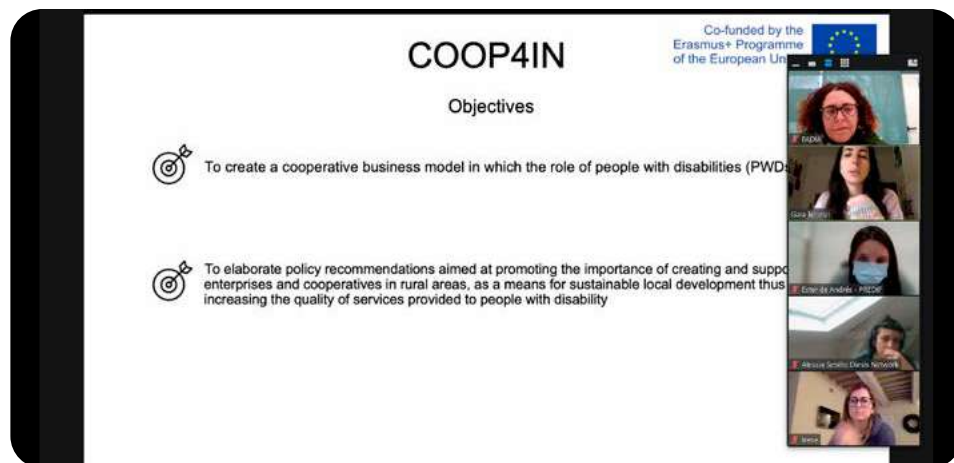 COOP4IN
Co-funded by the
Erasmus+ Programme
of the European Un
Objectives
To create a cooperative business model in which the role of people with disabilities (PWDs
To elaborate policy recommendations aimed at promoting the importance of creating and suppo
enterprises and cooperatives in rural areas, as a means for sustainable local development thus
increasing the quality of services provided to people with disability
Ester de Andrés - PREDIF
Irene